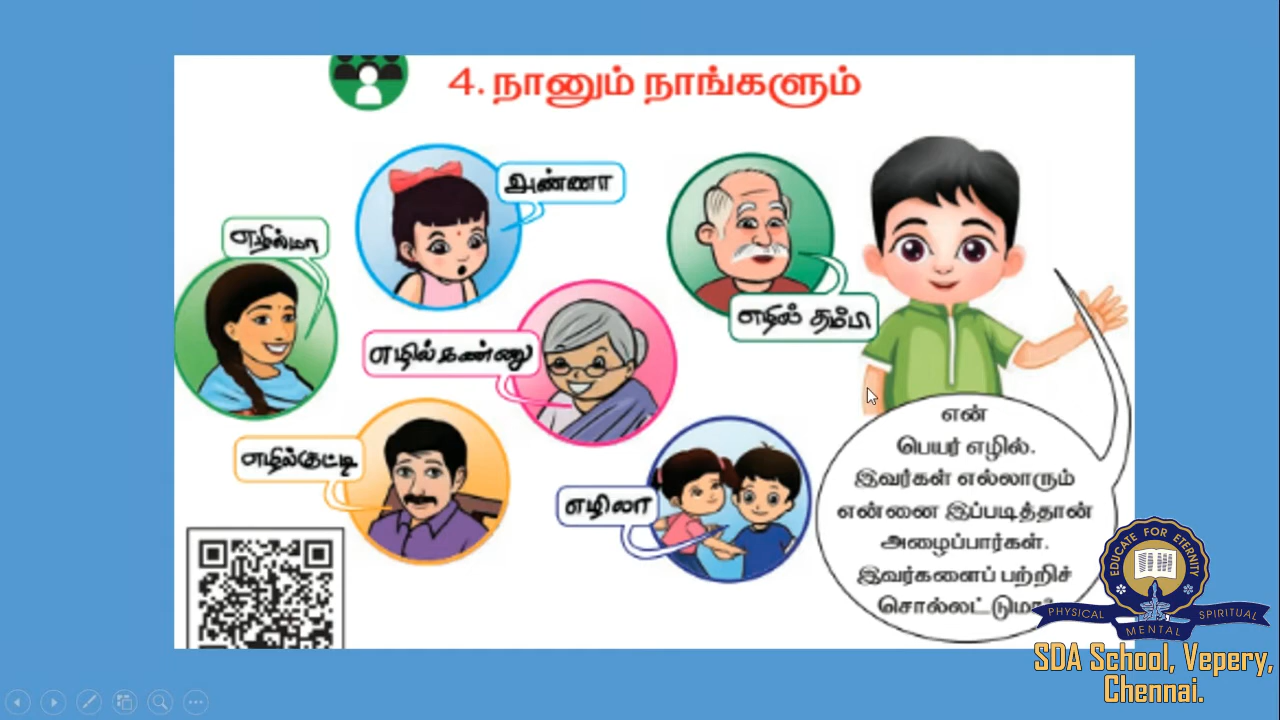 4. நானும் நாங்களும்
அண்ணா
எழில்மா
எழில் தம்பி
எழில் கண்ணு
எழில்குட்டி
எழிலா
என்
பெயர் எழில்.
இவர்கள் எல்லாரும்
என்னை இப்படித்தான்
அழைப்பார்கள்.
இவர்களைப் பற்றிச்
சொல்லட்டுமா?
EDUCATE FOR ETERNITY
PHYSICAL MENTAL SPIRITUAL
SDA School, Vepery,
Chennai.